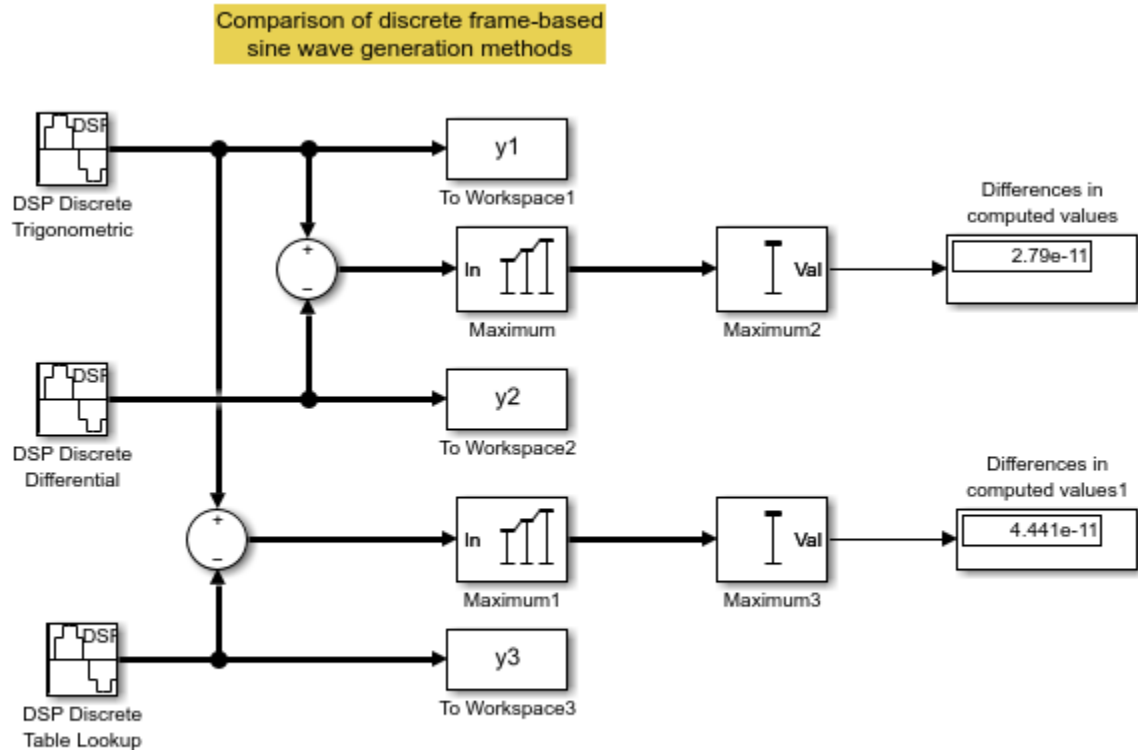 Comparison of discrete frame-based
sine wave generation methods
DSP
DSP Discrete
Trigonometric
y1
To Workspace1
+
−
In
Maximum
Val
Maximum2
Differences in
computed values
2.79e-11
DSP
DSP Discrete
Differential
y2
To Workspace2
+
−
In
Maximum1
Val
Maximum3
Differences in
computed values1
4.441e-11
DSP
DSP Discrete
Table Lookup
y3
To Workspace3